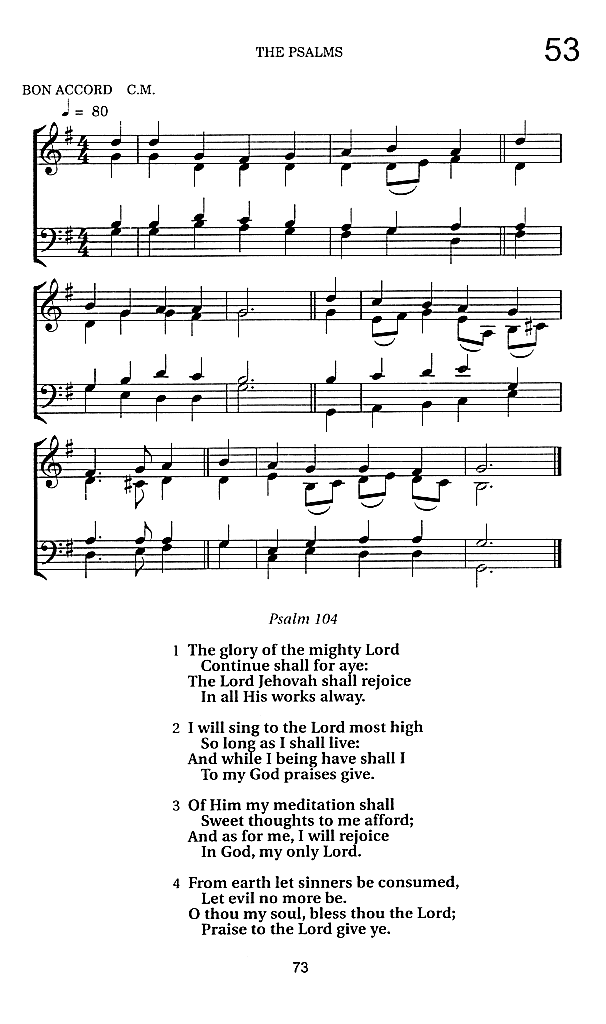 THE PSALMS
53
BON ACCORD C.M.
♩ = 80
4 4
4 4
Psalm 104
1 The glory of the mighty Lord
Continue shall for aye:
The Lord Jehovah shall rejoice
In all His works alway.
2 I will sing to the Lord most high
So long as I shall live:
And while I being have shall I
To my God praises give.
3 Of Him my meditation shall
Sweet thoughts to me afford;
And as for me, I will rejoice
In God, my only Lord.
4 From earth let sinners be consumed,
Let evil no more be.
O thou my soul, bless thou the Lord;
Praise to the Lord give ye.
73